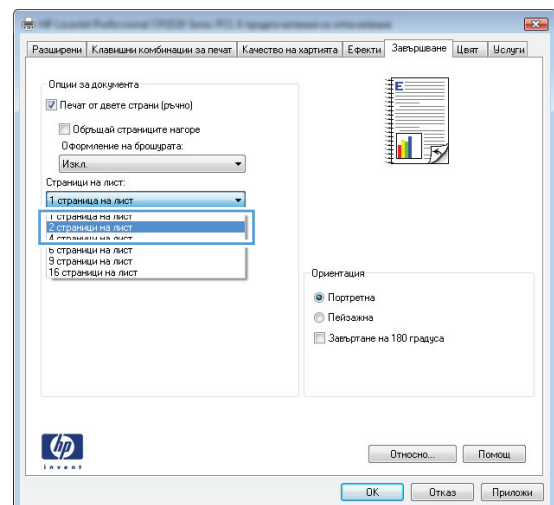 Разширени Клавишни комбинации за печат Качество на хартията Ефекти Завършване Цвят Услуги
Опции за документа
Печат от двете страни (ръчно)
Обръщай страниците нагоре
Оформление на брошурата:
Изкл.
Страници на лист:
1 страница на лист
1 страница на лист
2 страници на лист
4 страници на лист
6 страници на лист
9 страници на лист
16 страници на лист
E
Ориентация
Портретна
Пейзажна
Завъртане на 180 градуса
hp
invent
Относно... Помощ
OK Отказ Приложи